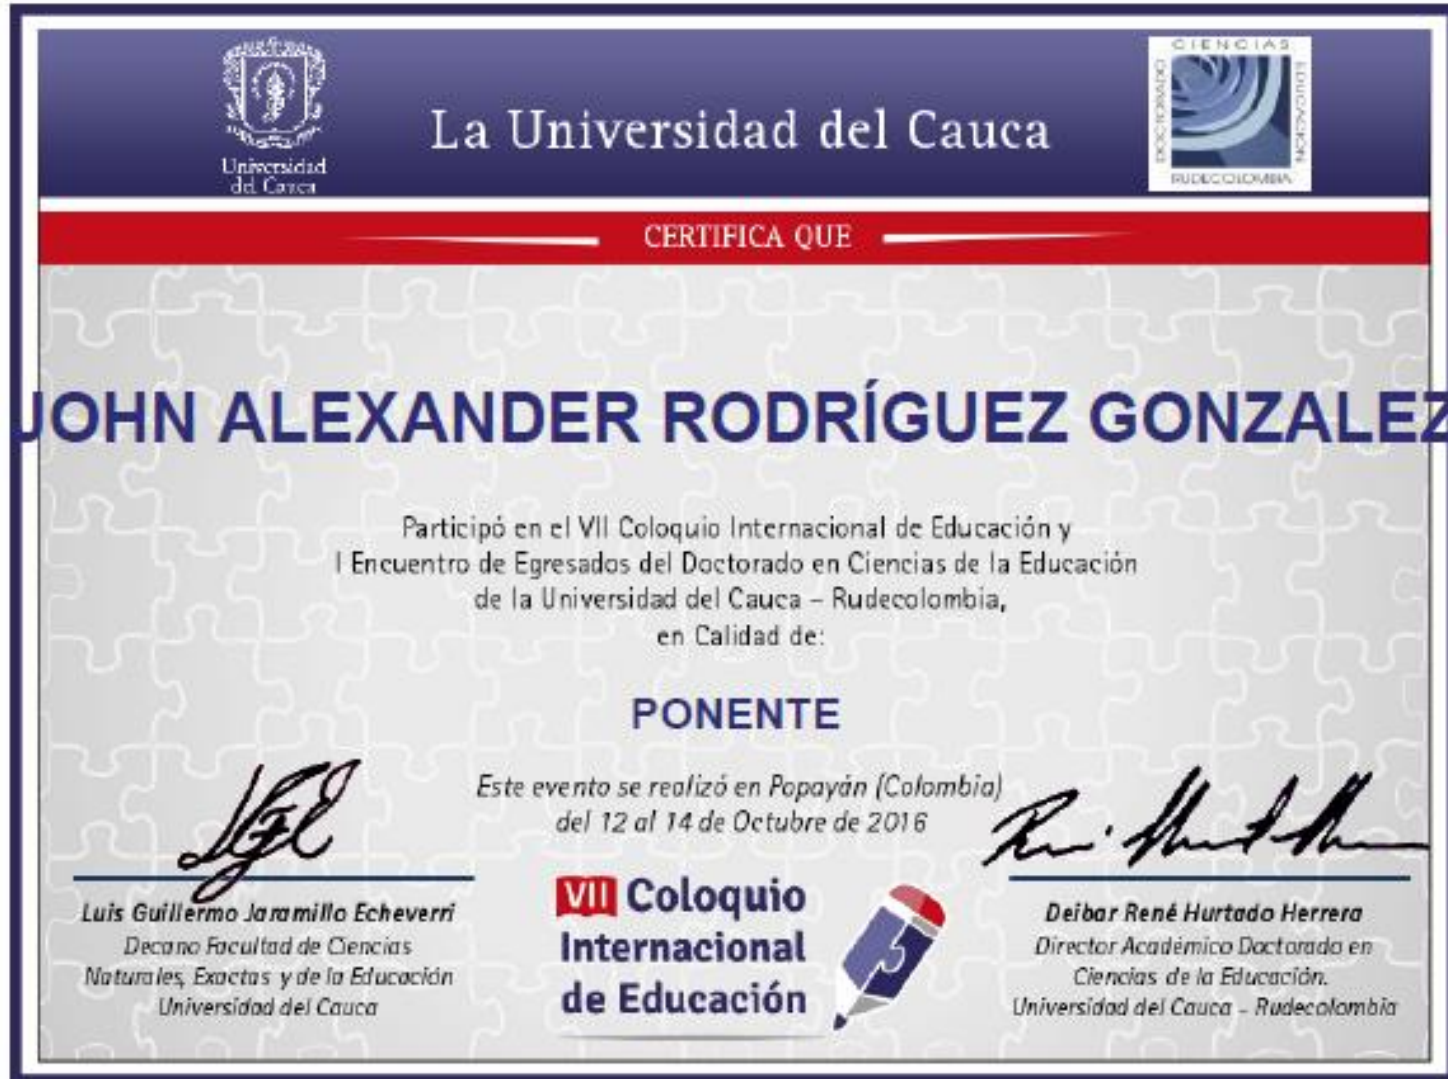 Universidad
del Cauca
La Universidad del Cauca
CIENCIAS
DOCTORADO
EDUCACIÓN
RUDECOLOMBIA
CERTIFICA QUE
JOHN ALEXANDER RODRÍGUEZ GONZALEZ
Participó en el VII Coloquio Internacional de Educación y
I Encuentro de Egresados del Doctorado en Ciencias de la Educación
de la Universidad del Cauca – Rudecolombia,
en Calidad de:
PONENTE
Este evento se realizó en Popayán (Colombia)
del 12 al 14 de Octubre de 2016
Luis Guillermo Jaramillo Echeverri
Decano Facultad de Ciencias
Naturales, Exactas y de la Educación
Universidad del Cauca
VII Coloquio
Internacional
de Educación
Deibar René Hurtado Herrera
Director Académico Doctorado en
Ciencias de la Educación.
Universidad del Cauca – Rudecolombia